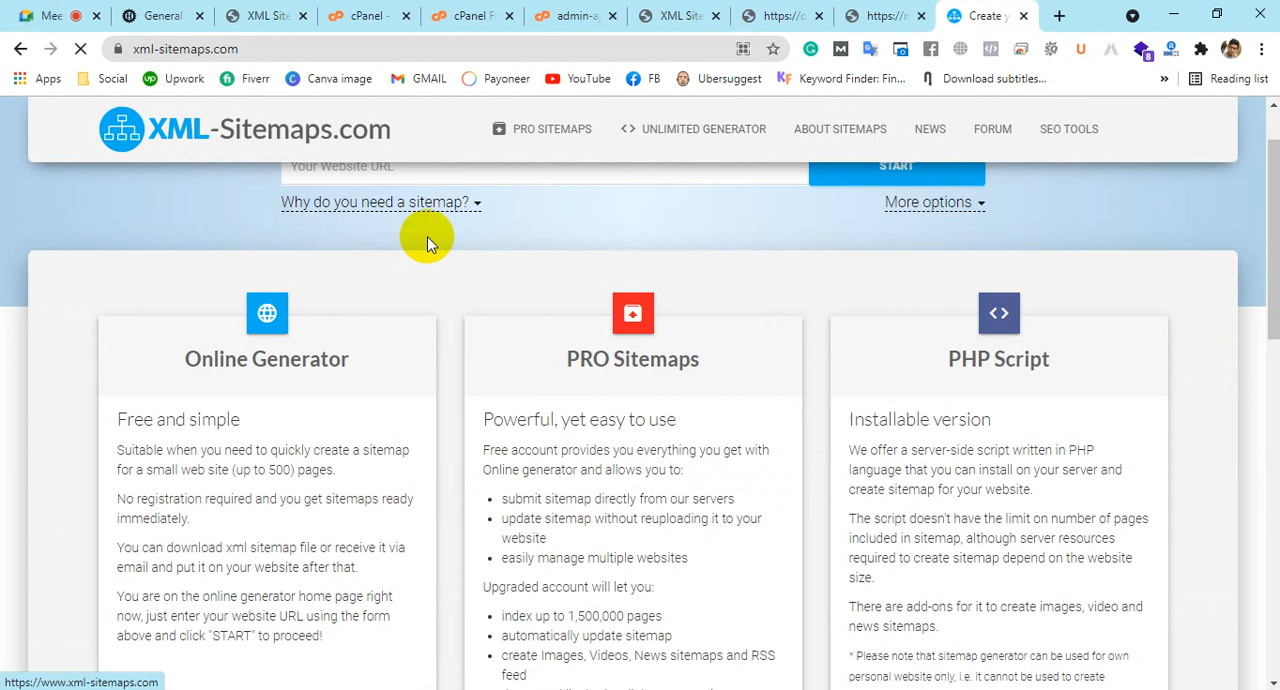 Mee
General
XML Site
cPanel -
cPanel Fi
admin-a
XML Site
https://c
https://r
Create y
xml-sitemaps.com
8
Apps
Social
Upwork
Fiverr
Canva image
GMAIL
Payoneer
YouTube
FB
Ubersuggest
Keyword Finder: Fin...
Download subtitles...
»
Reading list
XML-Sitemaps.com
PRO SITEMAPS
UNLIMITED GENERATOR
ABOUT SITEMAPS
NEWS
FORUM
SEO TOOLS
Your Website URL
START
Why do you need a sitemap?
More options
Online Generator
Free and simple
Suitable when you need to quickly create a sitemap
for a small web site (up to 500) pages.
No registration required and you get sitemaps ready
immediately.
You can download xml sitemap file or receive it via
email and put it on your website after that.
You are on the online generator home page right
now, just enter your website URL using the form
above and click "START" to proceed!
PRO Sitemaps
Powerful, yet easy to use
Free account provides you everything you get with
Online generator and allows you to:
• submit sitemap directly from our servers
• update sitemap without reuploading it to your
website
• easily manage multiple websites
Upgraded account will let you:
• index up to 1,500,000 pages
• automatically update sitemap
• create Images, Videos, News sitemaps and RSS
feed
PHP Script
Installable version
We offer a server-side script written in PHP
language that you can install on your server and
create sitemap for your website.
The script doesn't have the limit on number of pages
included in sitemap, although server resources
required to create sitemap depend on the website
size.
There are add-ons for it to create images, video and
news sitemaps.
* Please note that sitemap generator can be used for own
personal website only, i.e. it cannot be used to create
https://www.xml-sitemaps.com